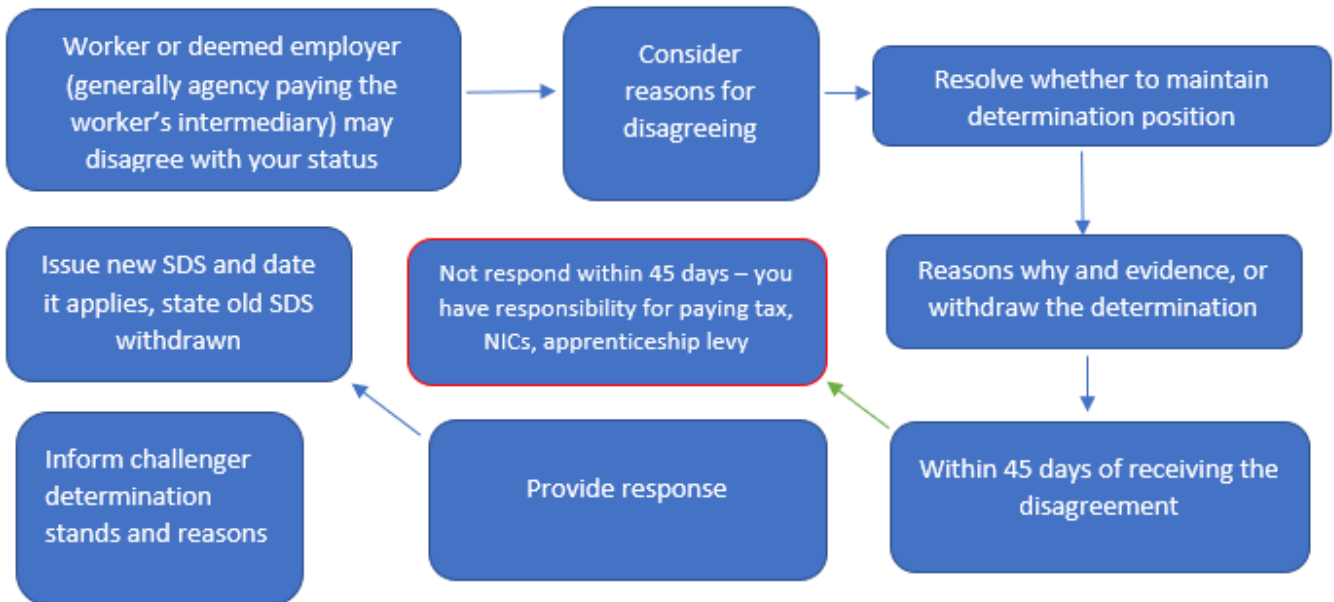 Worker or deemed employer
(generally agency paying the
worker's intermediary) may
disagree with your status
Consider
reasons for
disagreeing
Resolve whether to maintain
determination position
Reasons why and evidence, or
withdraw the determination
Within 45 days of receiving the
disagreement
Not respond within 45 days – you
have responsibility for paying tax,
NICs, apprenticeship levy
Provide response
Issue new SDS and date
it applies, state old SDS
withdrawn
Inform challenger
determination
stands and reasons